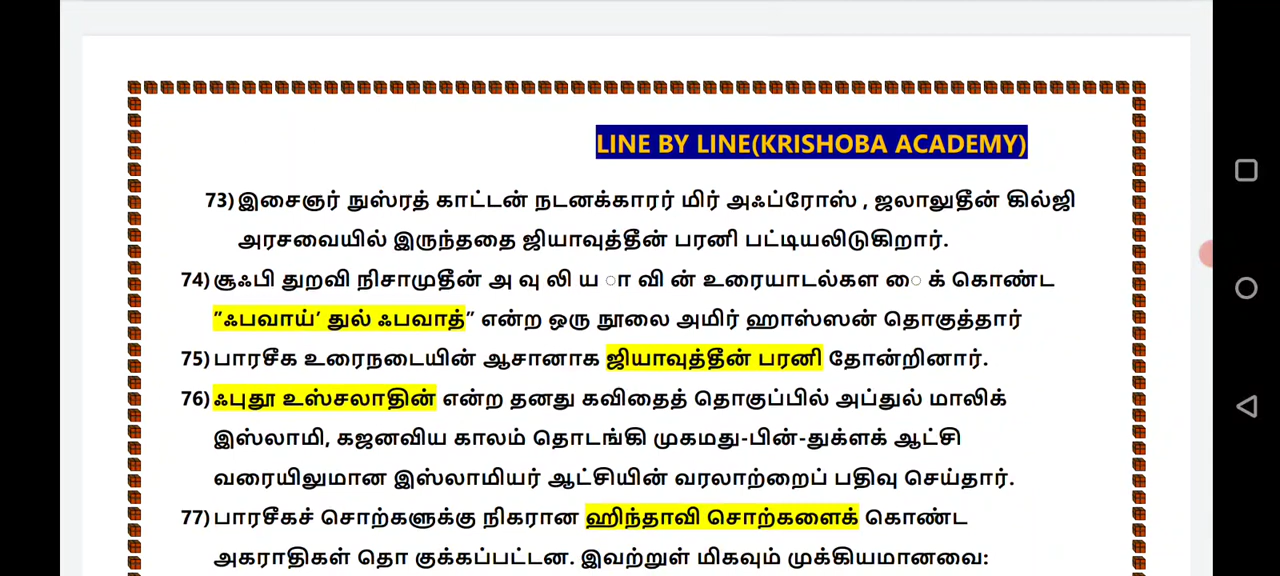 LINE BY LINE(KRISHOBA ACADEMY)
73) இசைஞர் நுஸ்ரத் காட்டன் நடனக்காரர் மிர் அஃப்ரோஸ் , ஜலாலுதீன் கில்ஜி
அரசவையில் இருந்ததை ஜியாவுத்தீன் பரனி பட்டியலிடுகிறார்.
74) சூஃபி துறவி நிசாமுதீன் அ வு லி ய ா வி ன் உரையாடல்கள ை க் கொண்ட
”ஃபவாய்’ துல் ஃபவாத்” என்ற ஒரு நூலை அமிர் ஹாஸ்ஸன் தொகுத்தார்
75) பாரசீக உரைநடையின் ஆசானாக ஜியாவுத்தீன் பரனி தோன்றினார்.
76) ஃபுதூ உஸ்சலாதின் என்ற தனது கவிதைத் தொகுப்பில் அப்துல் மாலிக்
இஸ்லாமி, கஜனவிய காலம் தொடங்கி முகமது-பின்-துக்ளக் ஆட்சி
வரையிலுமான இஸ்லாமியர் ஆட்சியின் வரலாற்றைப் பதிவு செய்தார்.
77) பாரசீகச் சொற்களுக்கு நிகரான ஹிந்தாவி சொற்களைக் கொண்ட
அகராதிகள் தொ குக்கப்பட்டன. இவற்றுள் மிகவும் முக்கியமானவை: